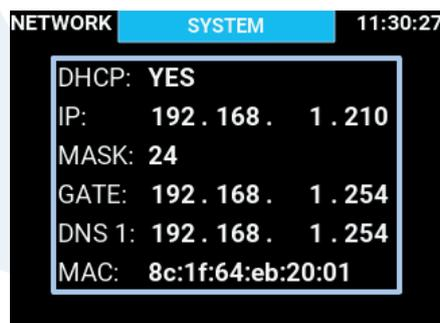 NETWORK SYSTEM 11:30:27
DHCP: YES
IP: 192.168. 1.210
MASK: 24
GATE: 192.168. 1.254
DNS 1: 192.168. 1.254
MAC: 8c:1f:64:eb:20:01